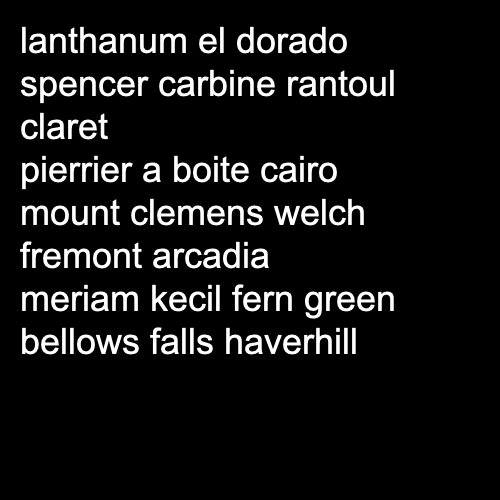 lanthanum el dorado
spencer carbine rantoul
claret
pierrier a boite cairo
mount clemens welch
fremont arcadia
meriam kecil fern green
bellows falls haverhill